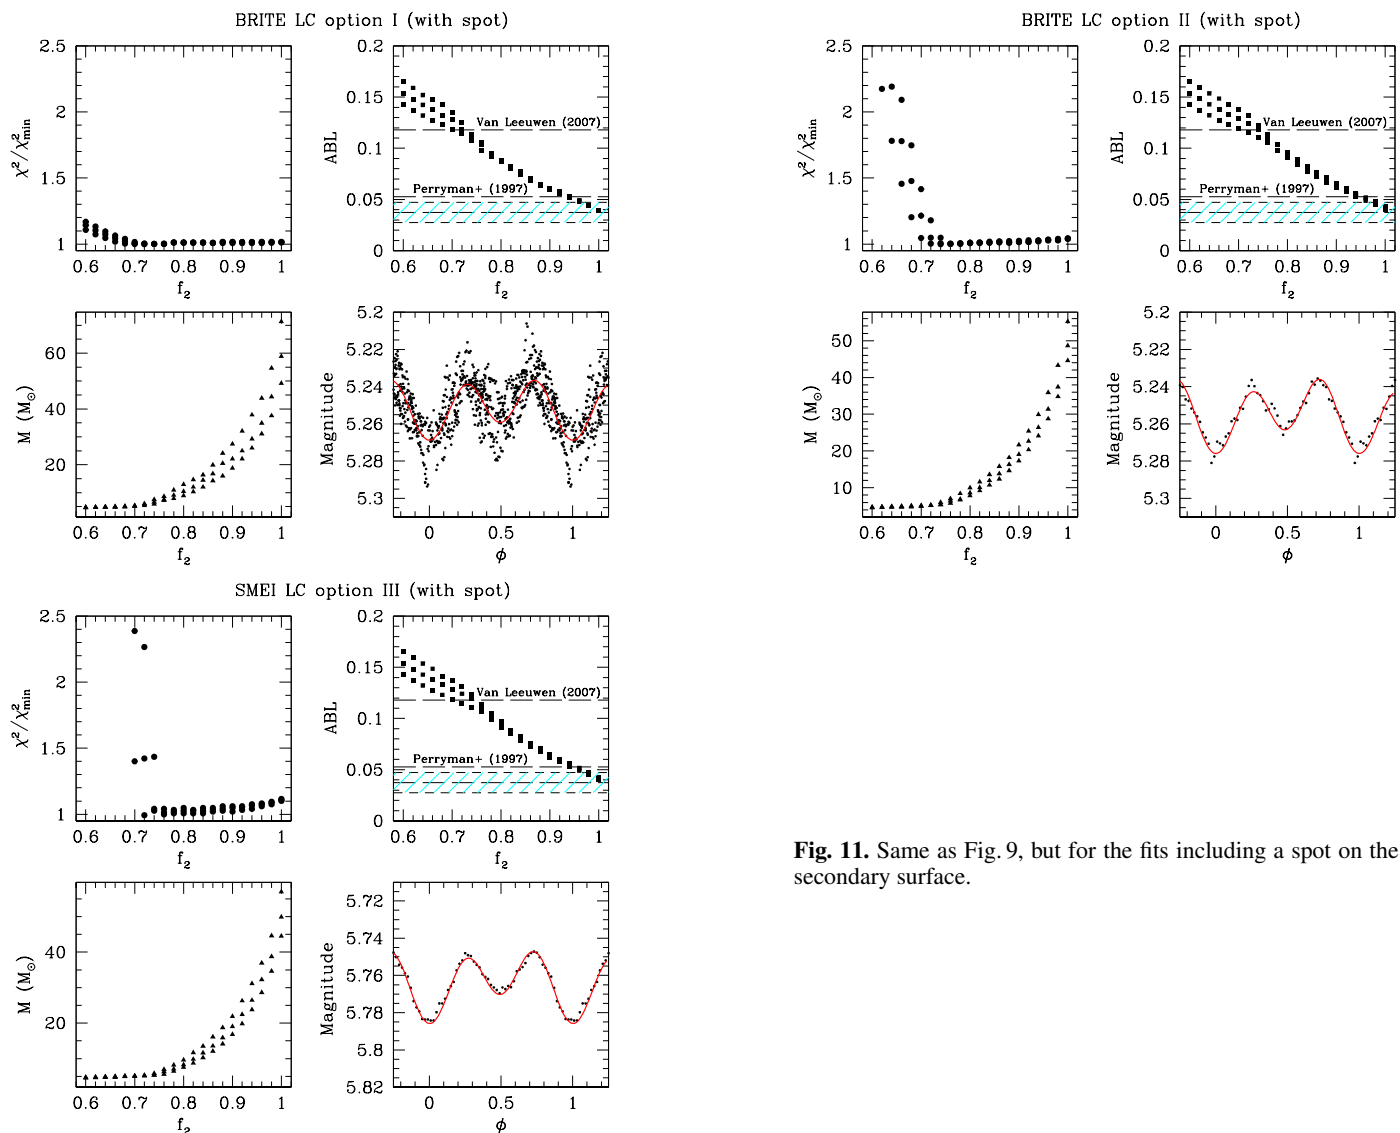 BRITE LC option I (with spot)
2.5
2
1.5
1
χ²/χ²min
0.6 0.7 0.8 0.9 1
f₂
0.2
0.15
0.1
0.05
0
ABL
Van Leeuwen (2007)
Perryman+ (1997)
0.6 0.7 0.8 0.9 1
f₂
60
40
20
M (M⊙)
0.6 0.7 0.8 0.9 1
f₂
5.2
5.22
5.24
5.26
5.28
5.3
Magnitude
0 0.5 1
ϕ
BRITE LC option II (with spot)
2.5
2
1.5
1
χ²/χ²min
0.6 0.7 0.8 0.9 1
f₂
0.2
0.15
0.1
0.05
0
ABL
Van Leeuwen (2007)
Perryman+ (1997)
0.6 0.7 0.8 0.9 1
f₂
50
40
30
20
10
M (M⊙)
0.6 0.7 0.8 0.9 1
f₂
5.2
5.22
5.24
5.26
5.28
5.3
Magnitude
0 0.5 1
ϕ
SMEI LC option III (with spot)
2.5
2
1.5
1
χ²/χ²min
0.6 0.7 0.8 0.9 1
f₂
0.2
0.15
0.1
0.05
0
ABL
Van Leeuwen (2007)
Perryman+ (1997)
0.6 0.7 0.8 0.9 1
f₂
40
20
M (M⊙)
0.6 0.7 0.8 0.9 1
f₂
5.72
5.74
5.76
5.78
5.8
5.82
Magnitude
0 0.5 1
ϕ
Fig. 11. Same as Fig. 9, but for the fits including a spot on the
secondary surface.